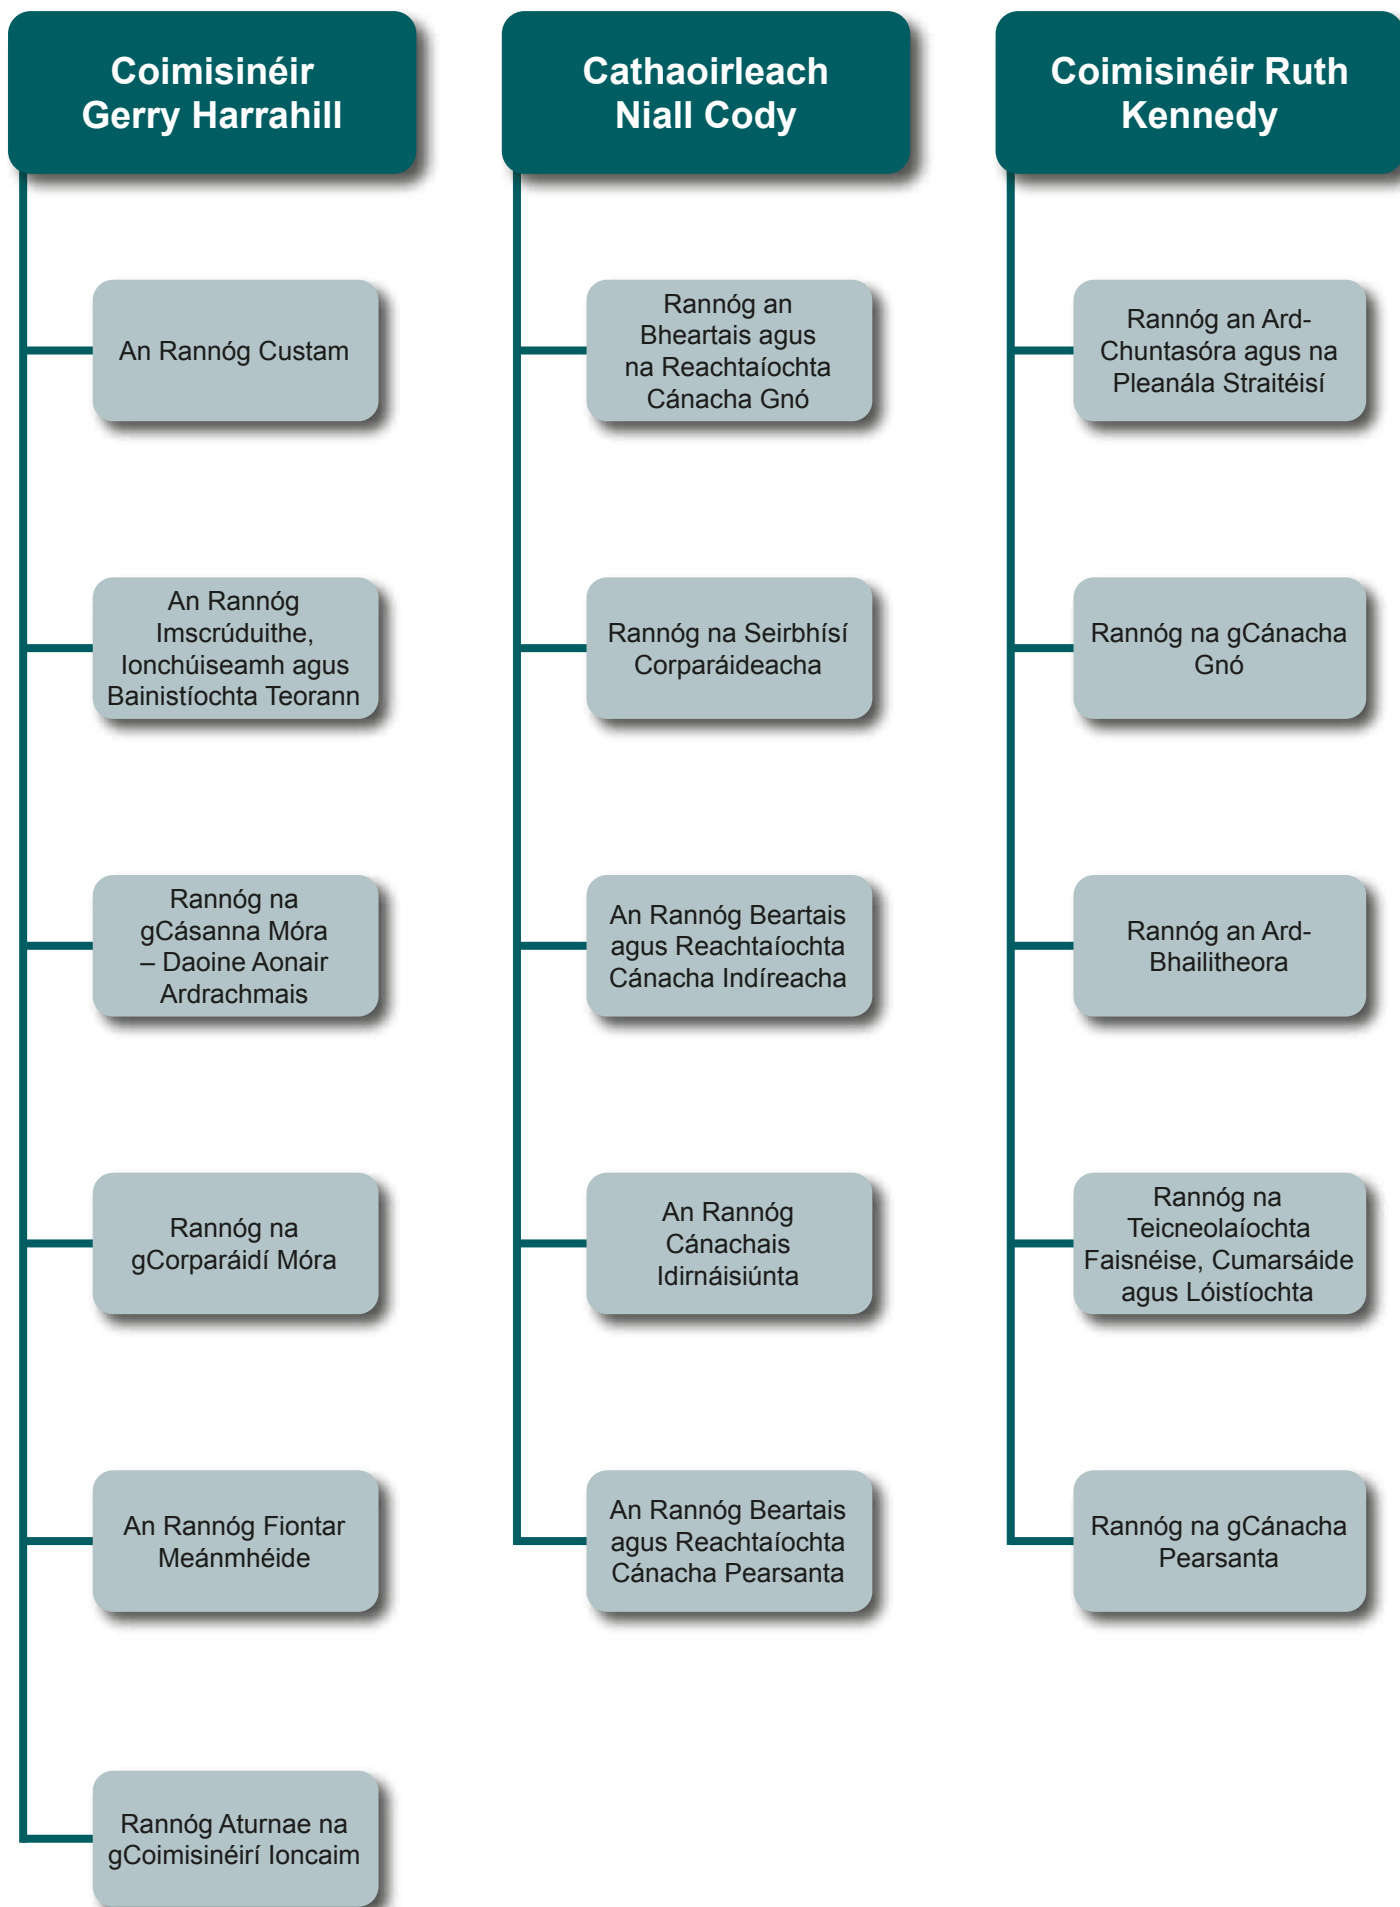 Coimisinéir
Gerry Harrahill
An Rannóg Custam
An Rannóg
Imscrúduithe,
Ionchúiseamh agus
Bainistíochta Teorann
Rannóg na
gCásanna Móra
– Daoine Aonair
Ardrachmais
Rannóg na
gCorparáidí Móra
An Rannóg Fiontar
Meánmhéide
Rannóg Aturnae na
gCoimisinéirí Ioncaim
Cathaoirleach
Niall Cody
Rannóg an
Bheartais agus
na Reachtaíochta
Cánacha Gnó
Rannóg na Seirbhísí
Corparáideacha
An Rannóg Beartais
agus Reachtaíochta
Cánacha Indíreacha
An Rannóg
Cánachais
Idirnáisiúnta
An Rannóg Beartais
agus Reachtaíochta
Cánacha Pearsanta
Coimisinéir Ruth
Kennedy
Rannóg an Ard-
Chuntasóra agus na
Pleanála Straitéisí
Rannóg na gCánacha
Gnó
Rannóg an Ard-
Bhailitheora
Rannóg na
Teicneolaíochta
Faisnéise, Cumarsáide
agus Lóistíochta
Rannóg na gCánacha
Pearsanta